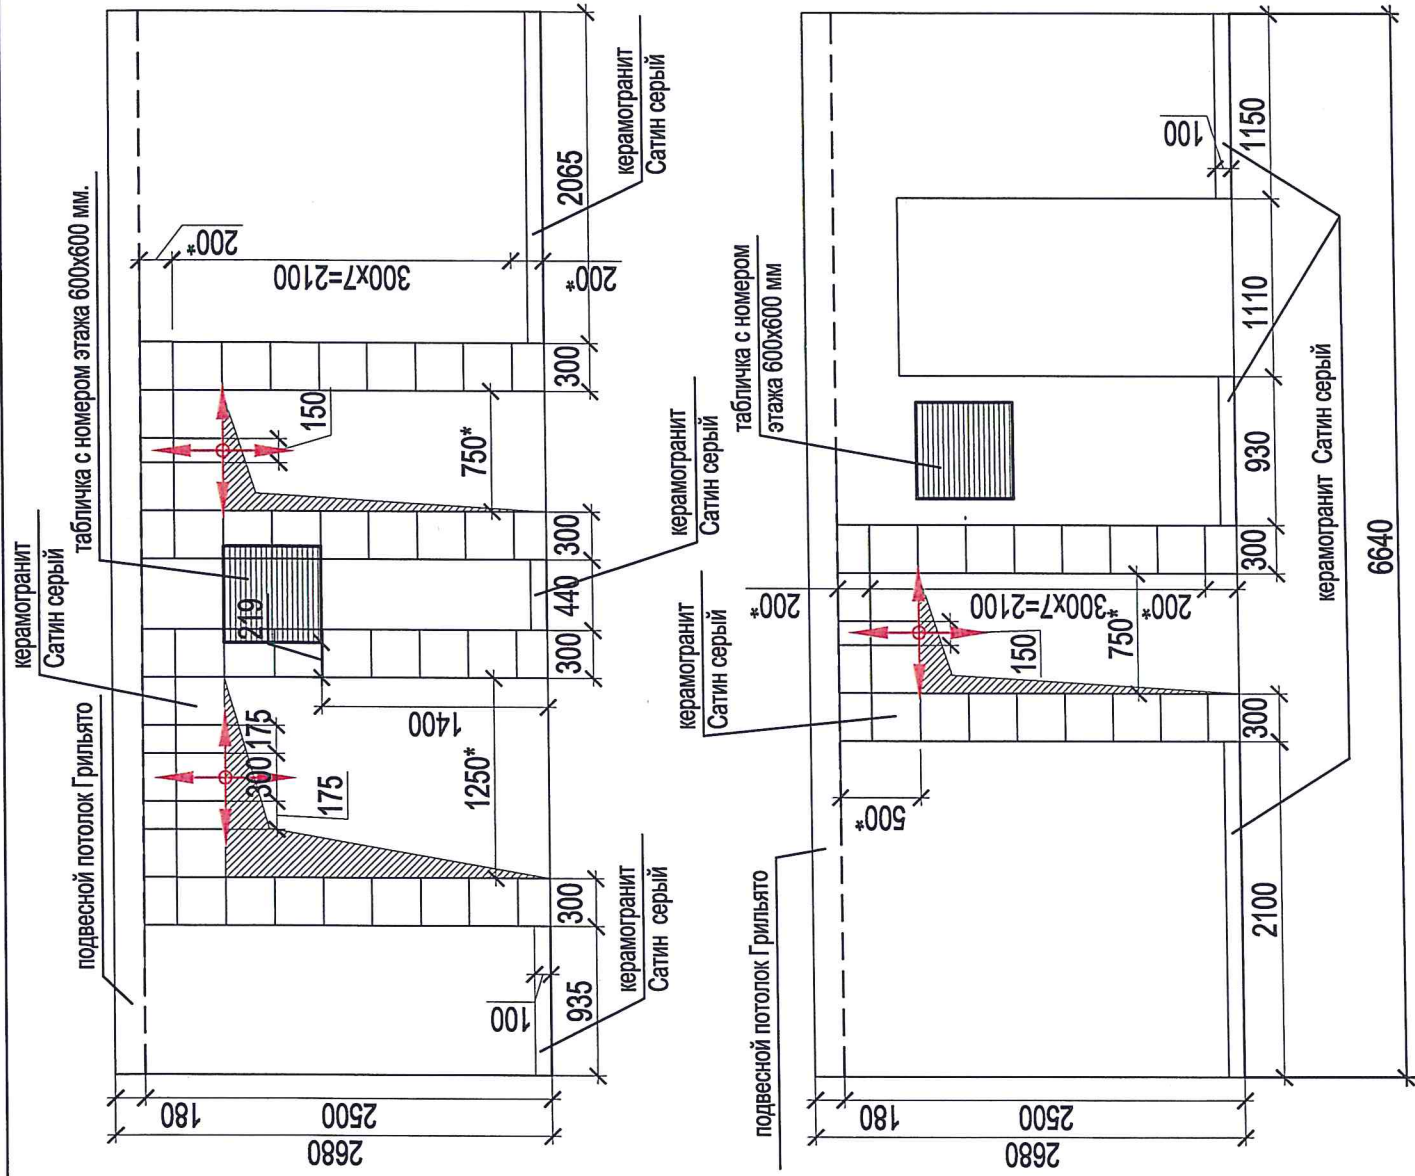 керамогранит
Сатин серый
табличка с номером этажа 600х600 мм.
подвесной потолок Грильято
керамогранит
Сатин серый
керамогранит
Сатин серый
керамогранит
Сатин серый
200*
300х7=2100
200*
150
750*
219
1400
175
300
175
1250*
100
935
300
300
440
300
300
2065
180
2500
2680
подвесной потолок Грильято
керамогранит
Сатин серый
табличка с номером
этажа 600х600 мм
керамогранит
керамогранит Сатин серый
500*
200*
300х7=2100
200*
150
750*
100
2100
300
300
930
1110
1150
6640
180
2500
2680